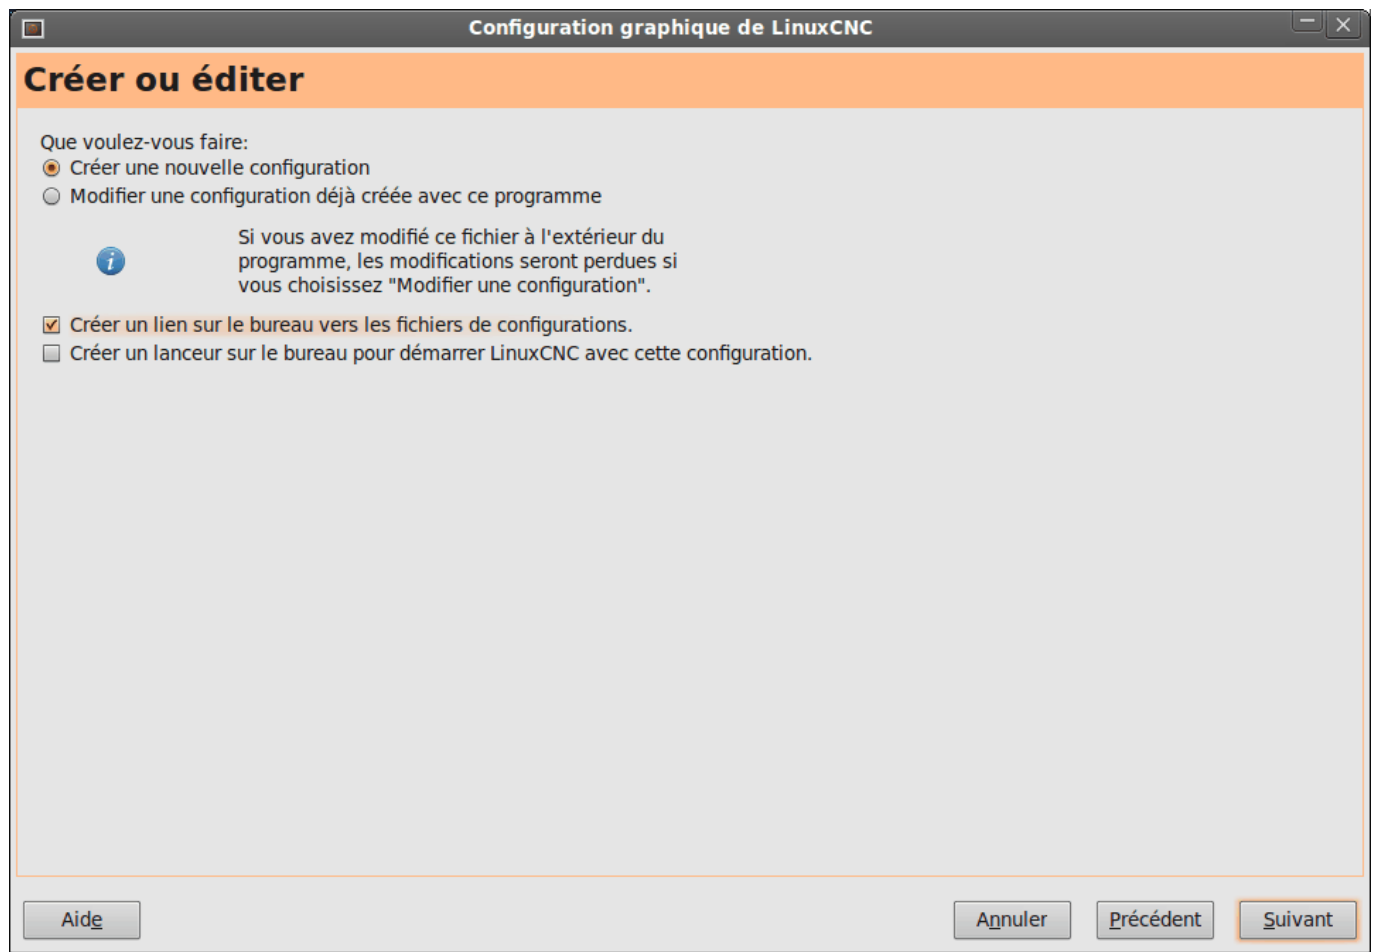 Configuration graphique de LinuxCNC
Créer ou éditer
Que voulez-vous faire:
Créer une nouvelle configuration
Modifier une configuration déjà créée avec ce programme
Si vous avez modifié ce fichier à l'extérieur du
programme, les modifications seront perdues si
vous choisissez "Modifier une configuration".
Créer un lien sur le bureau vers les fichiers de configurations.
Créer un lanceur sur le bureau pour démarrer LinuxCNC avec cette configuration.
Aide
Annuler
Précédent
Suivant